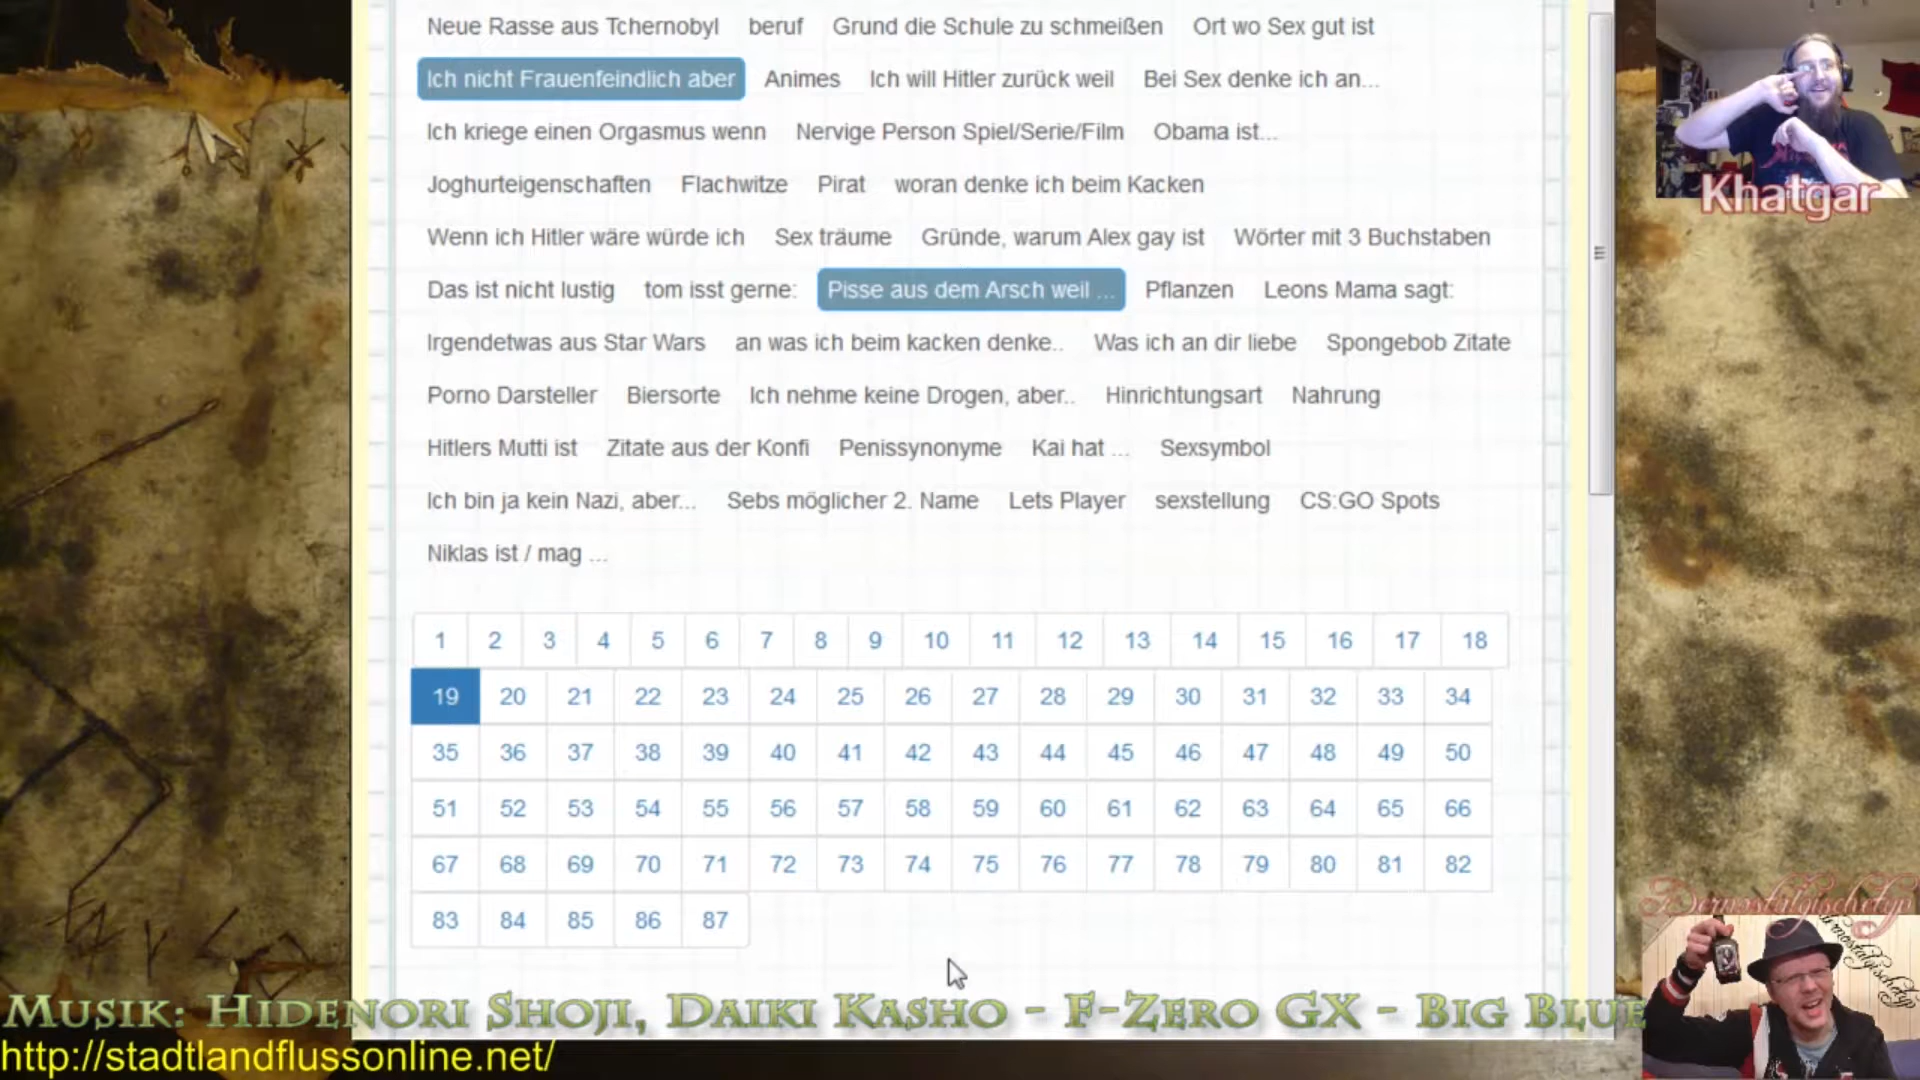 Neue Rasse aus Tchernobyl beruf Grund die Schule zu schmeißen Ort wo Sex gut ist
Ich nicht Frauenfeindlich aber Animes Ich will Hitler zurück weil Bei Sex denke ich an...
Ich kriege einen Orgasmus wenn Nervige Person Spiel/Serie/Film Obama ist...
Joghurteigenschaften Flachwitze Pirat woran denke ich beim Kacken
Wenn ich Hitler wäre würde ich Sex träume Gründe, warum Alex gay ist Wörter mit 3 Buchstaben
Das ist nicht lustig tom isst gerne: Pisse aus dem Arsch weil ... Pflanzen Leons Mama sagt:
Irgendetwas aus Star Wars an was ich beim kacken denke.. Was ich an dir liebe Spongebob Zitate
Porno Darsteller Biersorte Ich nehme keine Drogen, aber.. Hinrichtungsart Nahrung
Hitlers Mutti ist Zitate aus der Konfi Penissynonyme Kai hat ... Sexsymbol
Ich bin ja kein Nazi, aber... Sebs möglicher 2. Name Lets Player sexstellung CS:GO Spots
Niklas ist / mag ...
1 2 3 4 5 6 7 8 9 10 11 12 13 14 15 16 17 18
19 20 21 22 23 24 25 26 27 28 29 30 31 32 33 34
35 36 37 38 39 40 41 42 43 44 45 46 47 48 49 50
51 52 53 54 55 56 57 58 59 60 61 62 63 64 65 66
67 68 69 70 71 72 73 74 75 76 77 78 79 80 81 82
83 84 85 86 87
Khatgar
Dernostalgischetyp
Musik: Hidenori Shoji, Daiki Kasho - F-Zero GX - Big Blue
http://stadtlandflussonline.net/